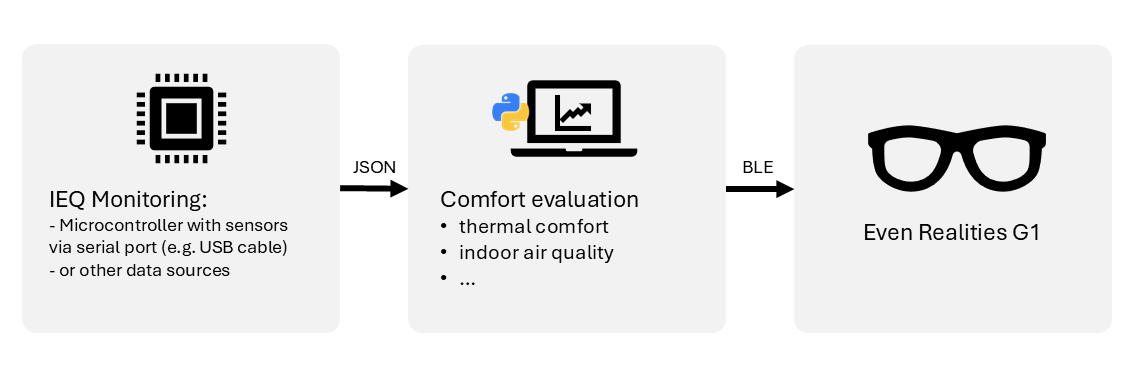 IEQ Monitoring:
- Microcontroller with sensors
via serial port (e.g. USB cable)
- or other data sources
JSON
Comfort evaluation
• thermal comfort
• indoor air quality
• ...
BLE
Even Realities G1